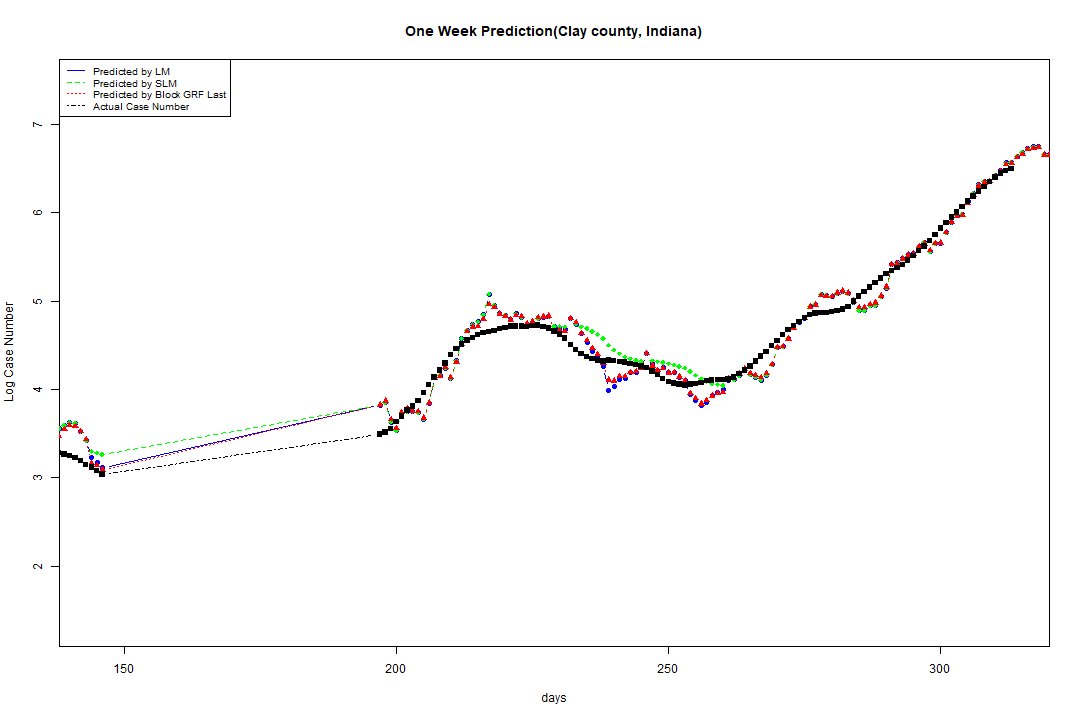 One Week Prediction(Clay county, Indiana)
Predicted by LM
Predicted by SLM
Predicted by Block GRF Last
Actual Case Number
7
6
5
4
3
2
Log Case Number
150 200 250 300
days